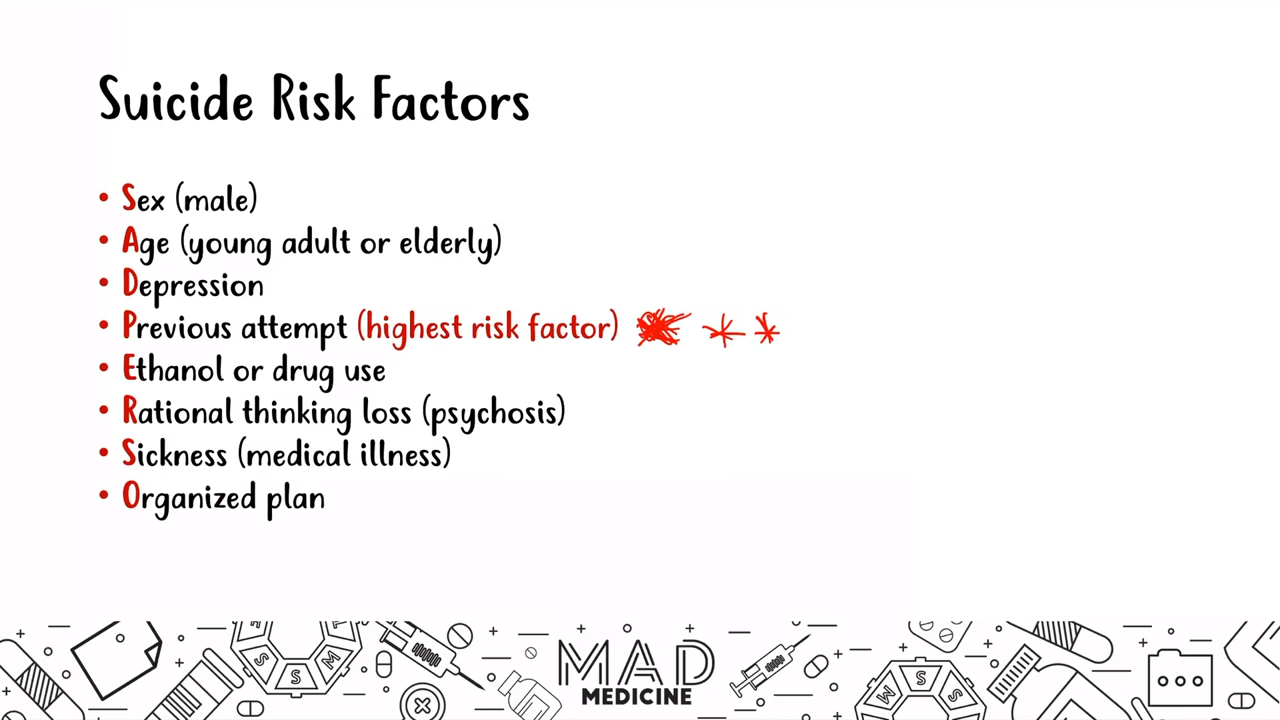 Suicide Risk Factors
• Sex (male)
• Age (young adult or elderly)
• Depression
• Previous attempt (highest risk factor)
• Ethanol or drug use
• Rational thinking loss (psychosis)
• Sickness (medical illness)
• Organized plan
MAD
MEDICINE